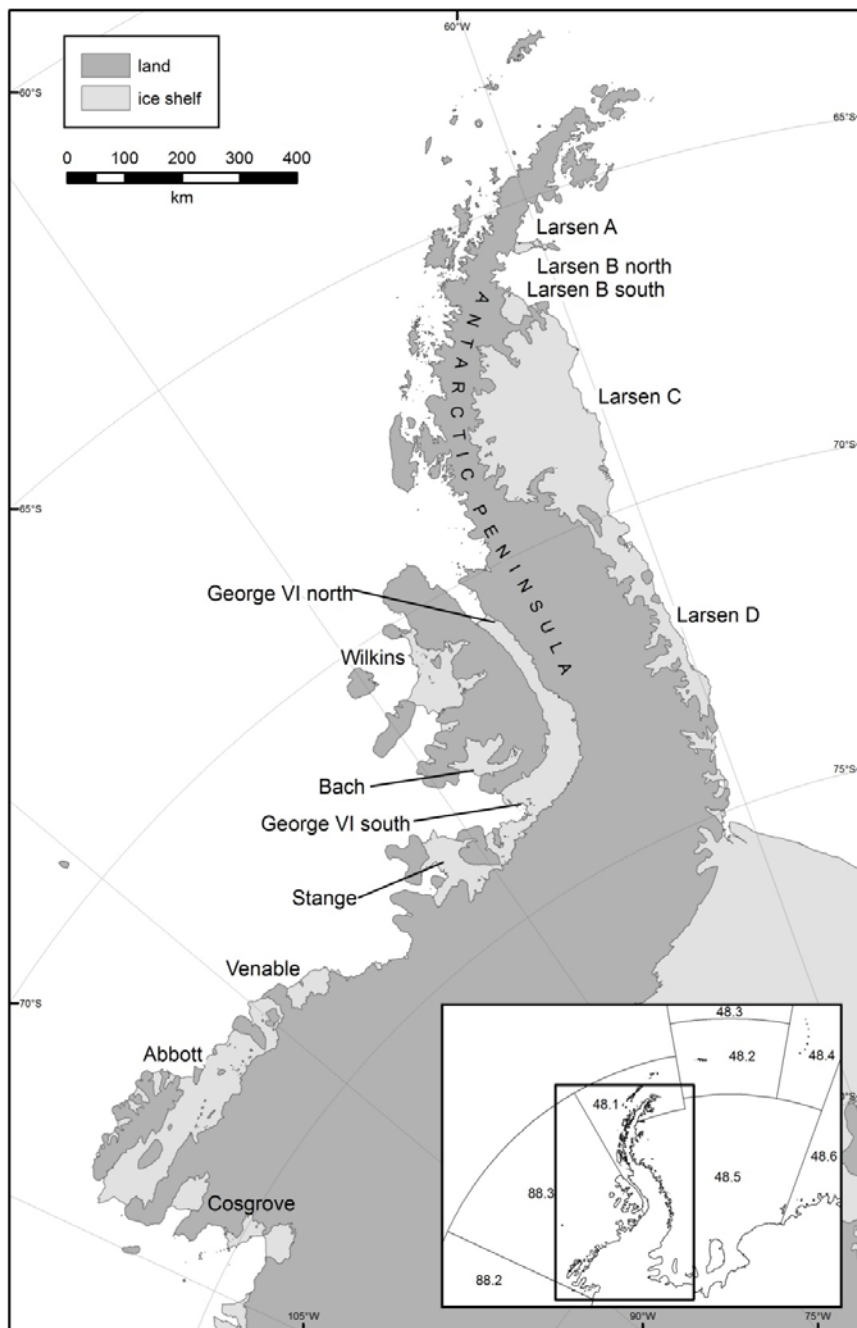 60°W
60°S
65°S
land
ice shelf
0 100 200 300 400
km
Larsen A
Larsen B north
Larsen B south
ANTARCTIC PENINSULA
Larsen C
70°S
65°S
George VI north
Larsen D
Wilkins
75°S
Bach
George VI south
Stange
Venable
70°S
Abbott
Cosgrove
48.3
48.2
48.4
48.1
48.6
48.5
88.3
88.2
105°W
90°W
75°W